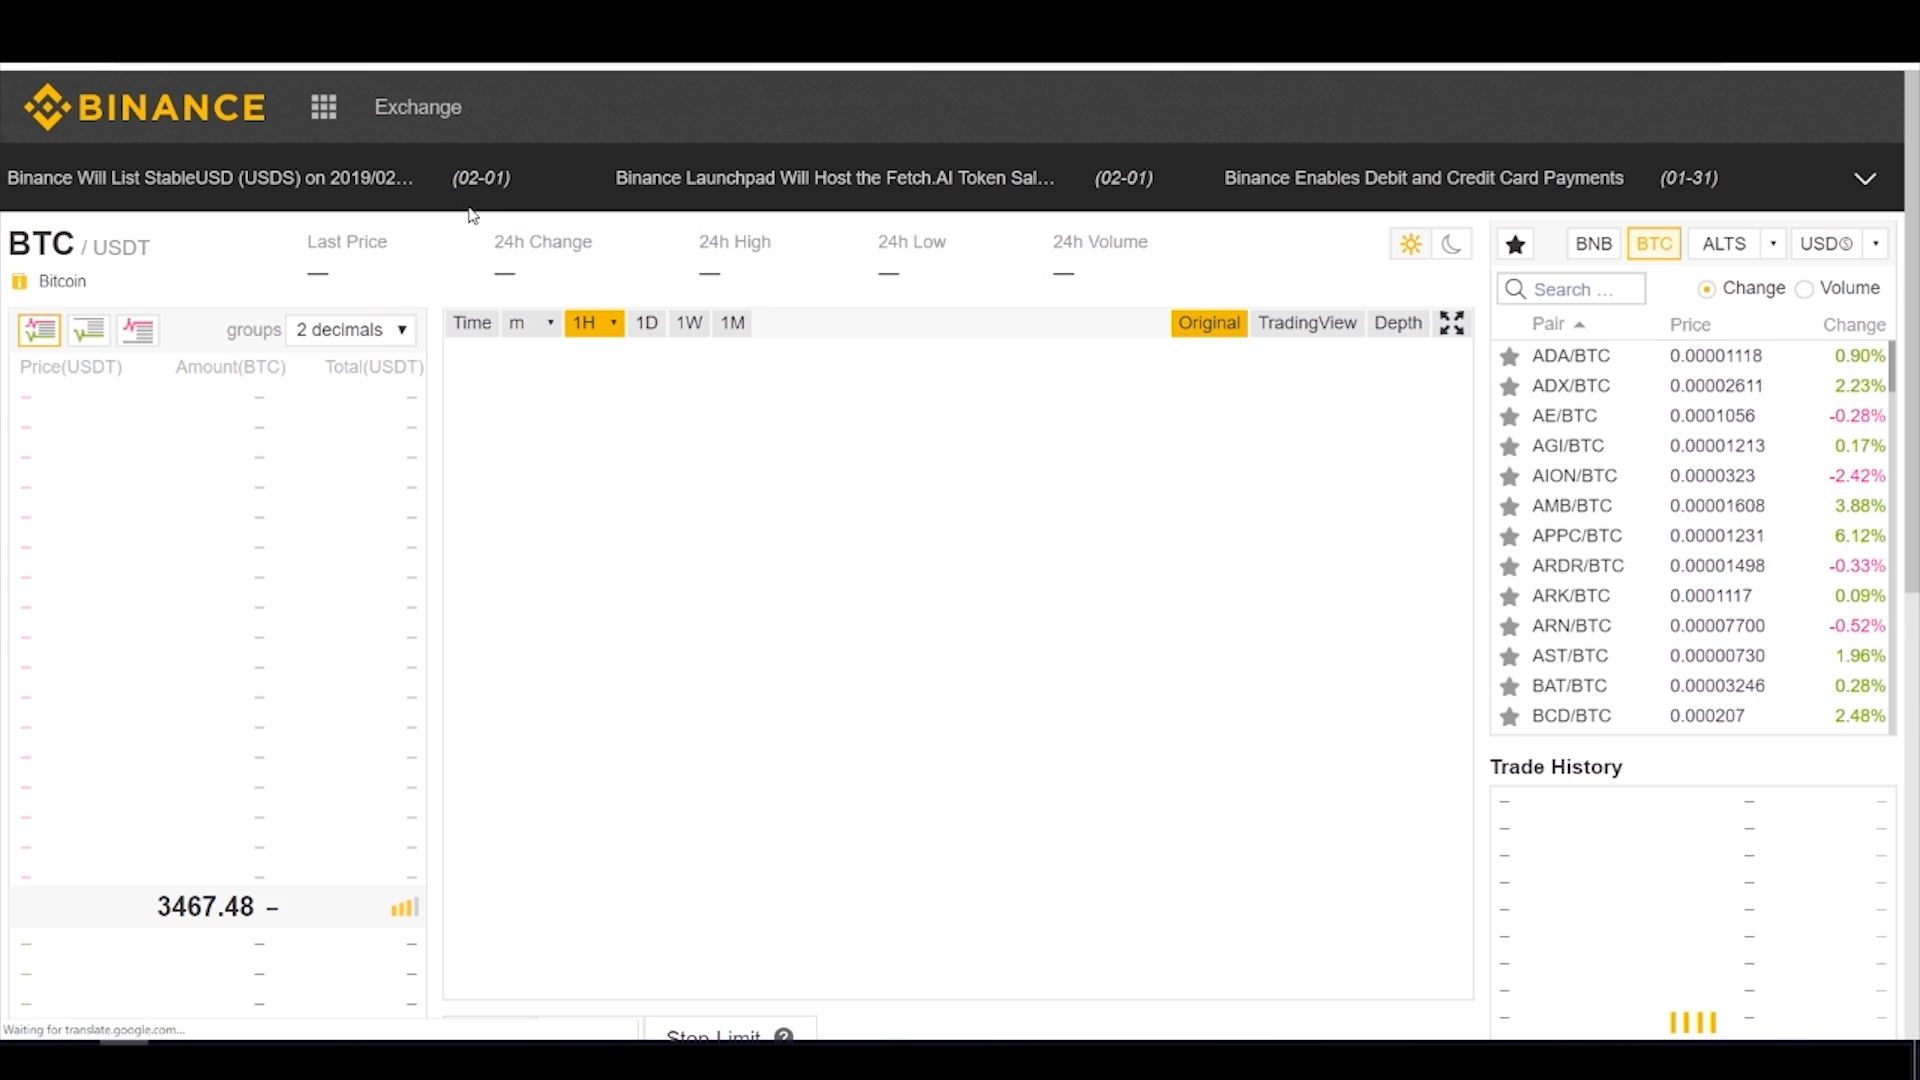 BINANCE Exchange
Binance Will List StableUSD (USDS) on 2019/02... (02-01) Binance Launchpad Will Host the Fetch.AI Token Sal... (02-01) Binance Enables Debit and Credit Card Payments (01-31)
BTC / USDT
Bitcoin
Last Price 24h Change 24h High 24h Low 24h Volume
— — — — —
groups 2 decimals
Price(USDT) Amount(BTC) Total(USDT)
3467.48 –
Waiting for translate.google.com...
Time m 1H 1D 1W 1M Original TradingView Depth
Stop Limit ?
BNB BTC ALTS USDⓈ
Search ... Change Volume
Pair Price Change
ADA/BTC 0.00001118 0.90%
ADX/BTC 0.00002611 2.23%
AE/BTC 0.0001056 -0.28%
AGI/BTC 0.00001213 0.17%
AION/BTC 0.0000323 -2.42%
AMB/BTC 0.00001608 3.88%
APPC/BTC 0.00001231 6.12%
ARDR/BTC 0.00001498 -0.33%
ARK/BTC 0.0001117 0.09%
ARN/BTC 0.00007700 -0.52%
AST/BTC 0.00000730 1.96%
BAT/BTC 0.00003246 0.28%
BCD/BTC 0.000207 2.48%
Trade History